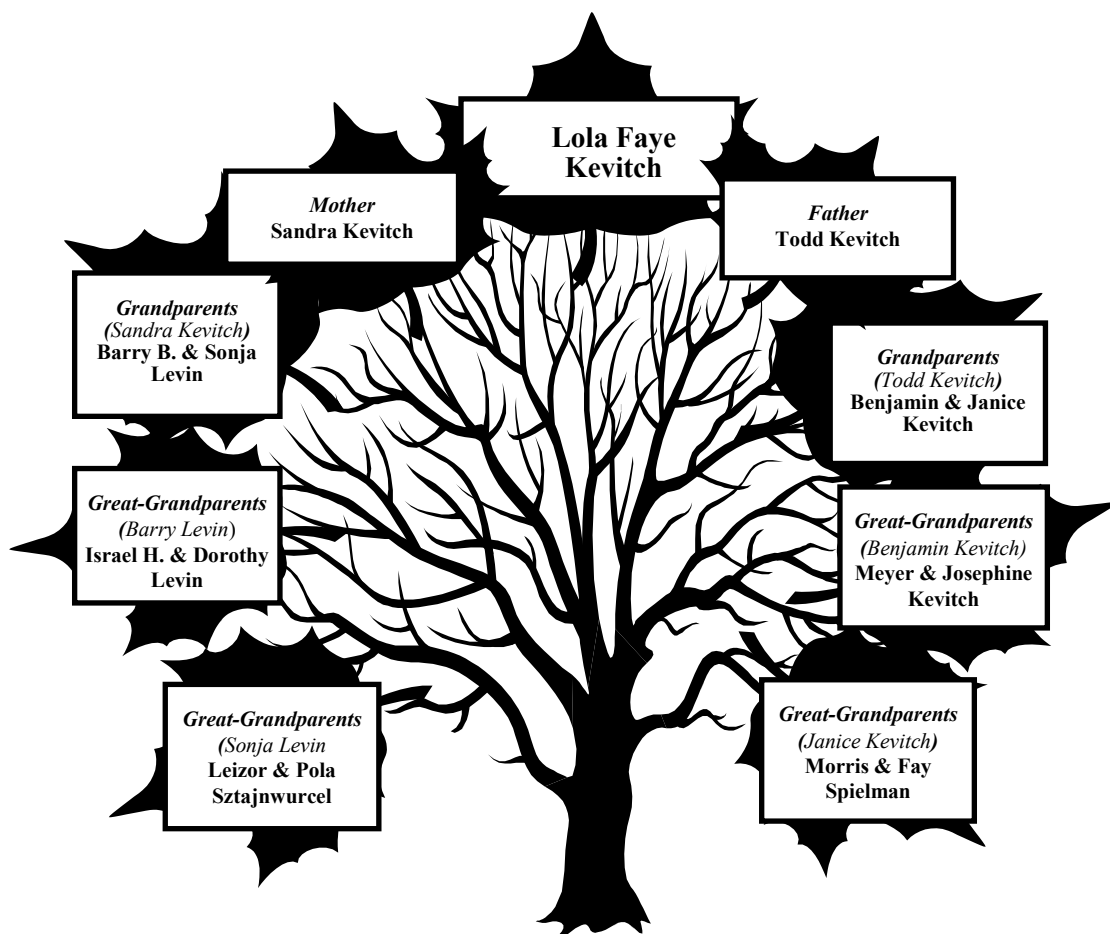 Lola Faye
Kevitch
Mother
Sandra Kevitch
Father
Todd Kevitch
Grandparents
(Sandra Kevitch)
Barry B. & Sonja
Levin
Grandparents
(Todd Kevitch)
Benjamin & Janice
Kevitch
Great-Grandparents
(Barry Levin)
Israel H. & Dorothy
Levin
Great-Grandparents
(Benjamin Kevitch)
Meyer & Josephine
Kevitch
Great-Grandparents
(Sonja Levin
Leizor & Pola
Sztajnwurcel
Great-Grandparents
(Janice Kevitch)
Morris & Fay
Spielman